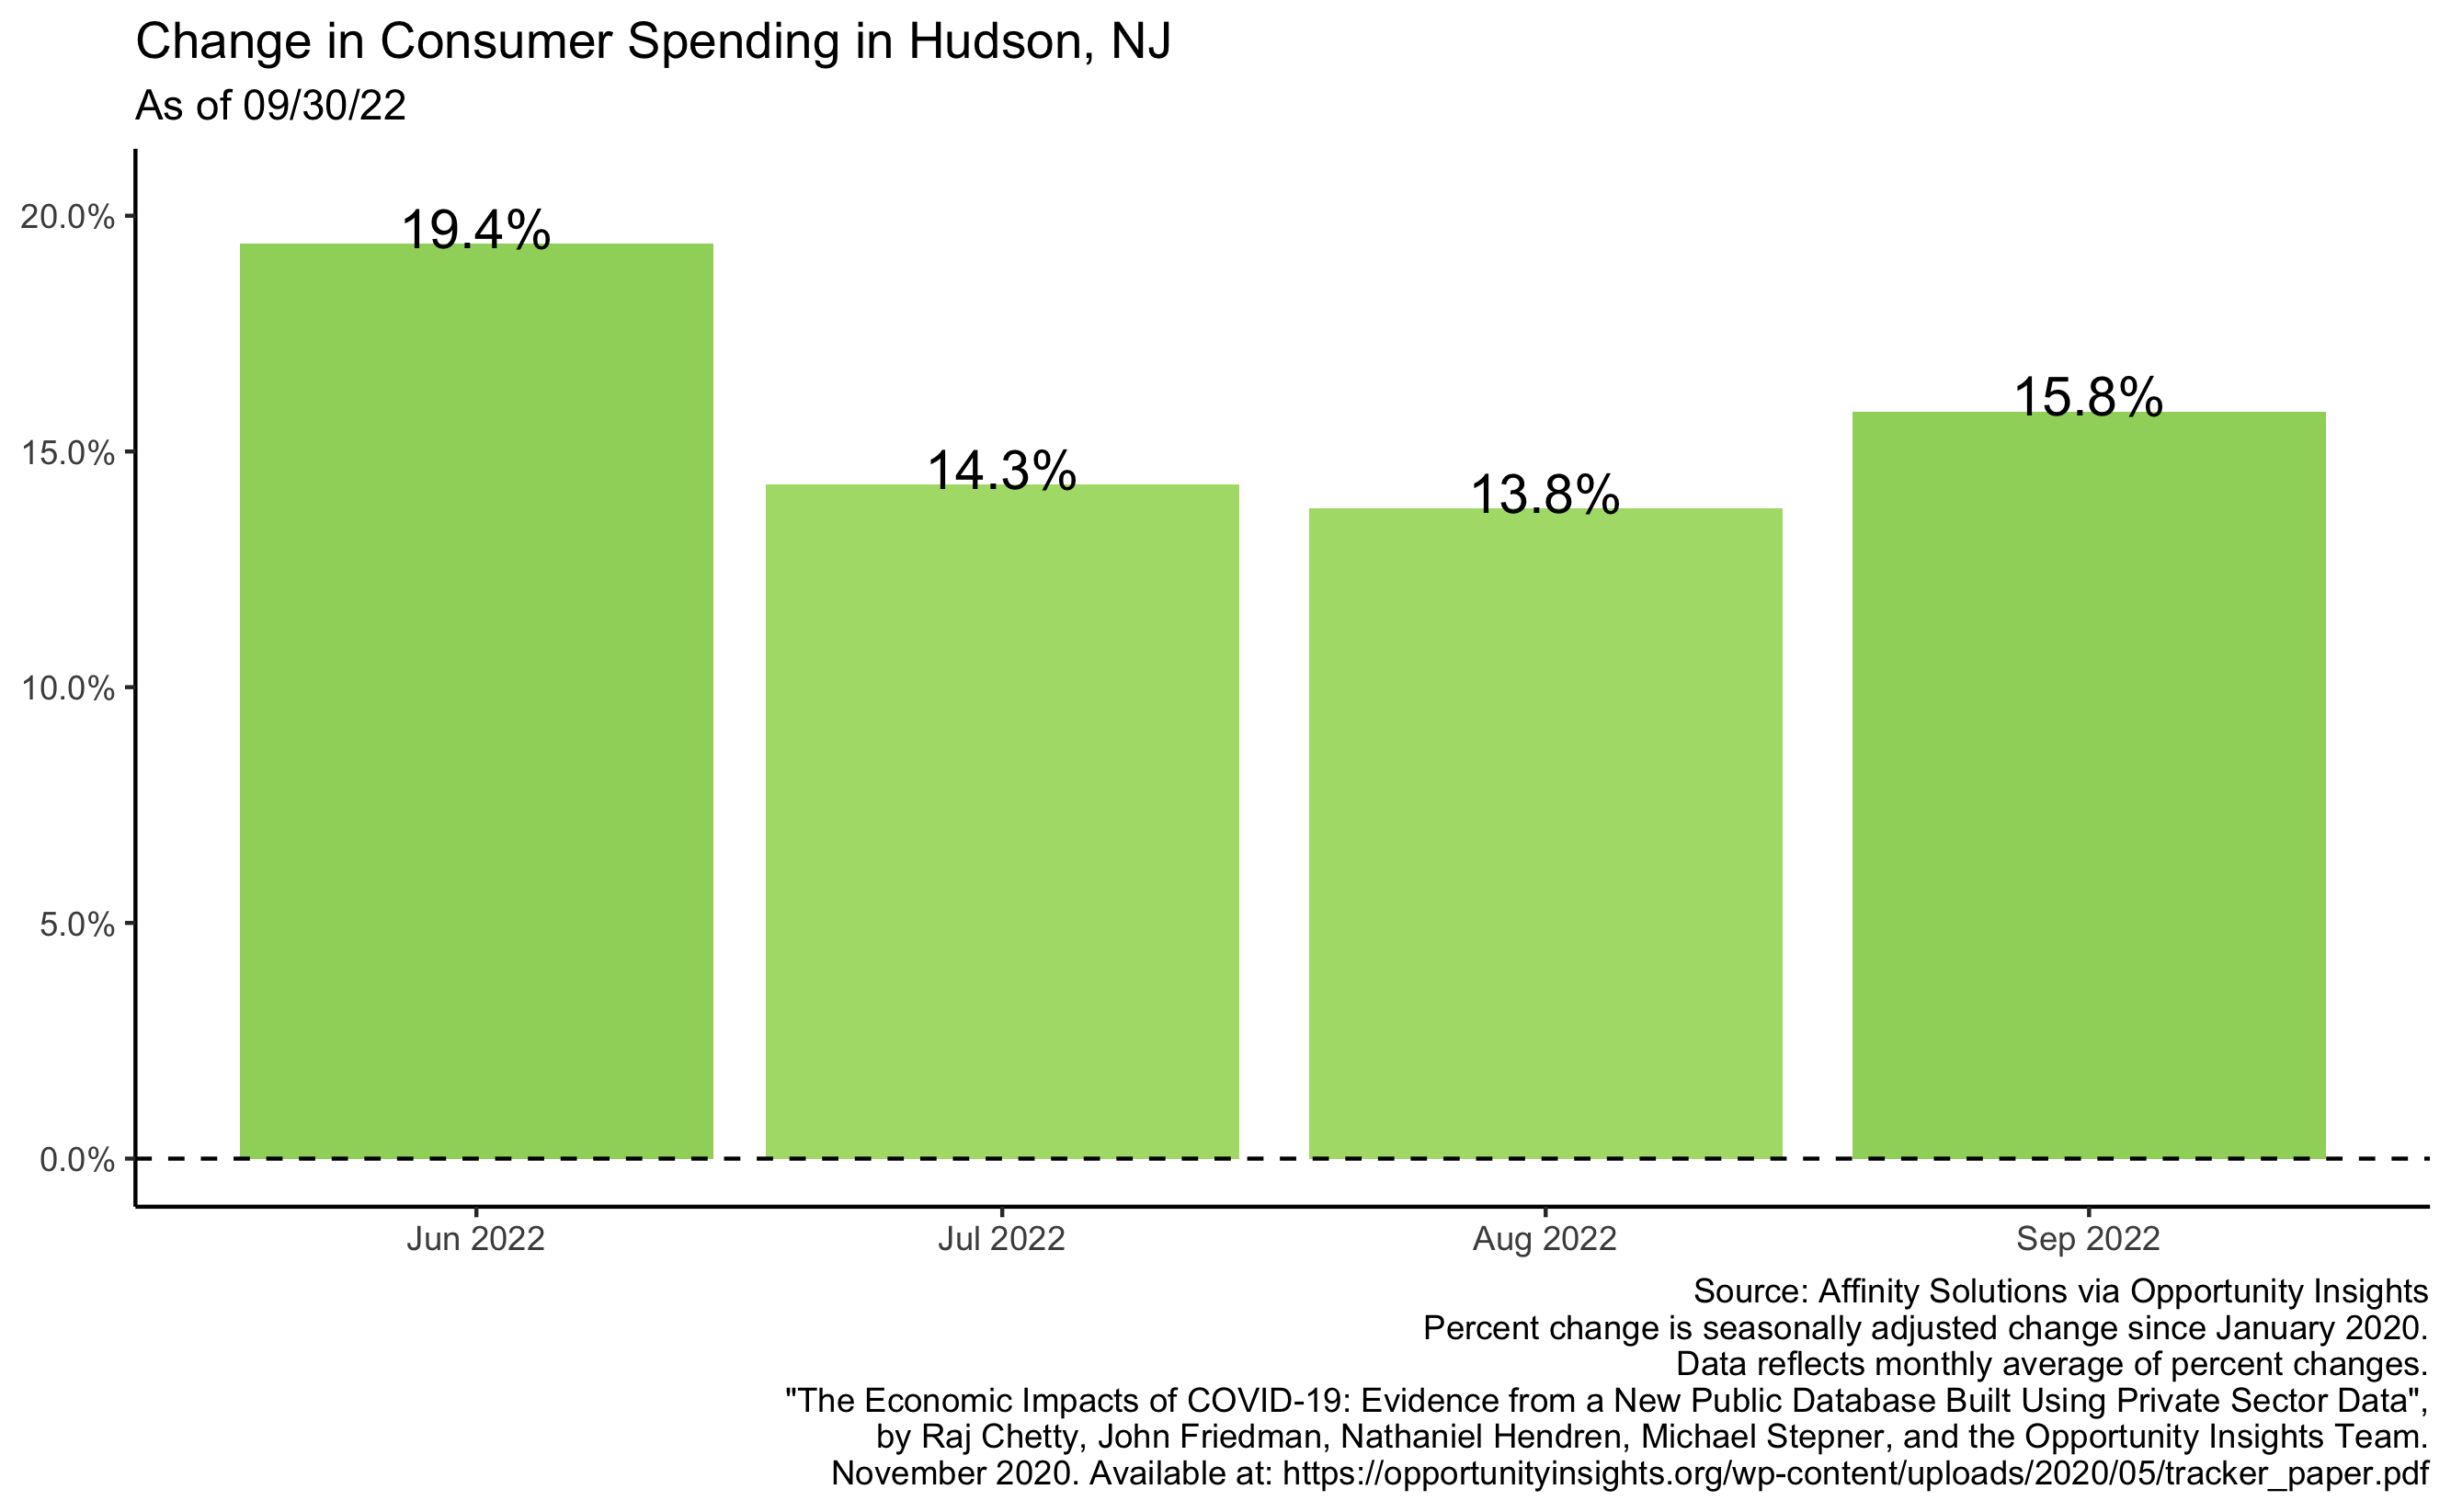 Change in Consumer Spending in Hudson, NJ
As of 09/30/22
20.0%
15.0%
10.0%
5.0%
0.0%
19.4%
14.3%
13.8%
15.8%
Jun 2022
Jul 2022
Aug 2022
Sep 2022
Source: Affinity Solutions via Opportunity Insights
Percent change is seasonally adjusted change since January 2020.
Data reflects monthly average of percent changes.
"The Economic Impacts of COVID-19: Evidence from a New Public Database Built Using Private Sector Data",
by Raj Chetty, John Friedman, Nathaniel Hendren, Michael Stepner, and the Opportunity Insights Team.
November 2020. Available at: https://opportunityinsights.org/wp-content/uploads/2020/05/tracker_paper.pdf